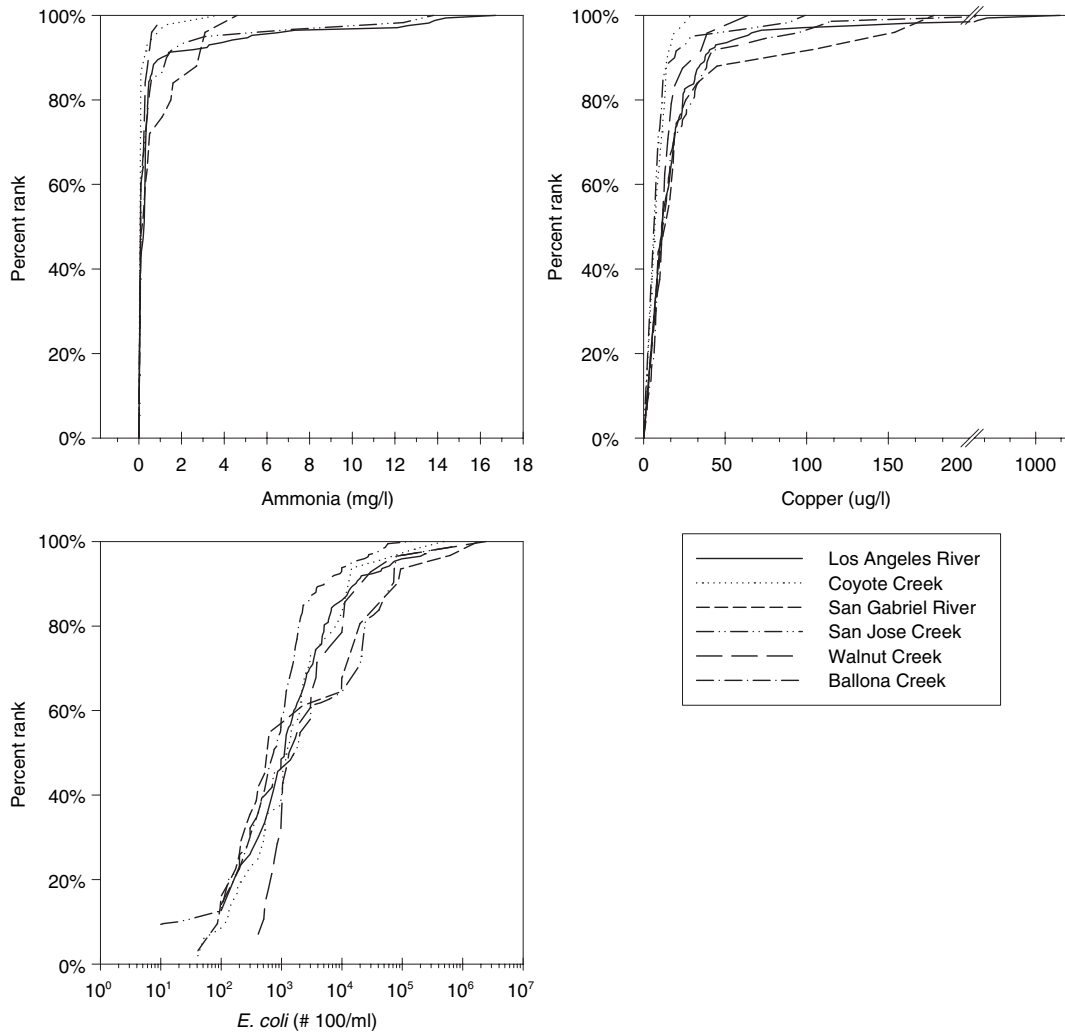 100%
80%
60%
40%
20%
0%
Percent rank
0 2 4 6 8 10 12 14 16 18
Ammonia (mg/l)
100%
80%
60%
40%
20%
0%
Percent rank
0 50 100 150 200 1000
Copper (ug/l)
100%
80%
60%
40%
20%
0%
Percent rank
10⁰ 10¹ 10² 10³ 10⁴ 10⁵ 10⁶ 10⁷
E. coli (# 100/ml)
Los Angeles River
Coyote Creek
San Gabriel River
San Jose Creek
Walnut Creek
Ballona Creek